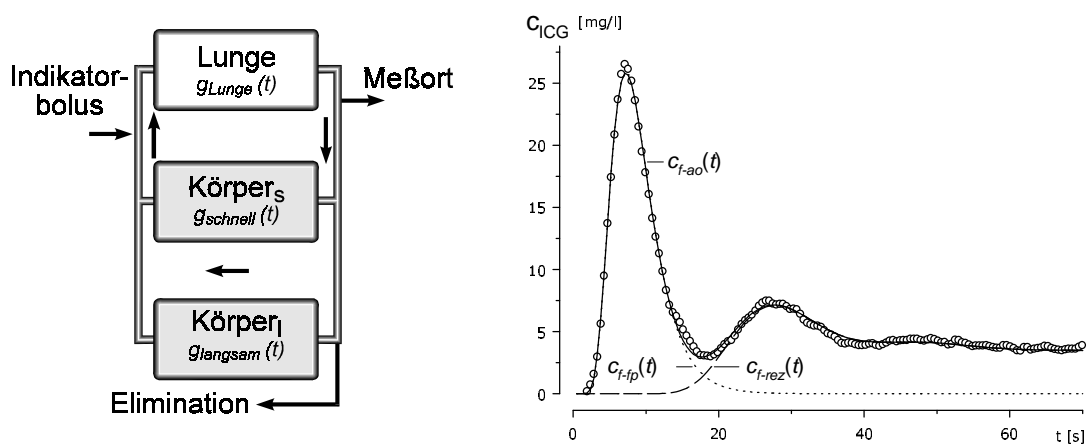 Indikator-
bolus
Lunge
gLunge (t)
Meßort
Körpers
gschnell (t)
Körperl
glangsam (t)
Elimination
cICG [mg/l]
25
20
15
10
5
0
cf-ao(t)
cf-fp(t)
cf-rez(t)
0
20
40
60
t [s]